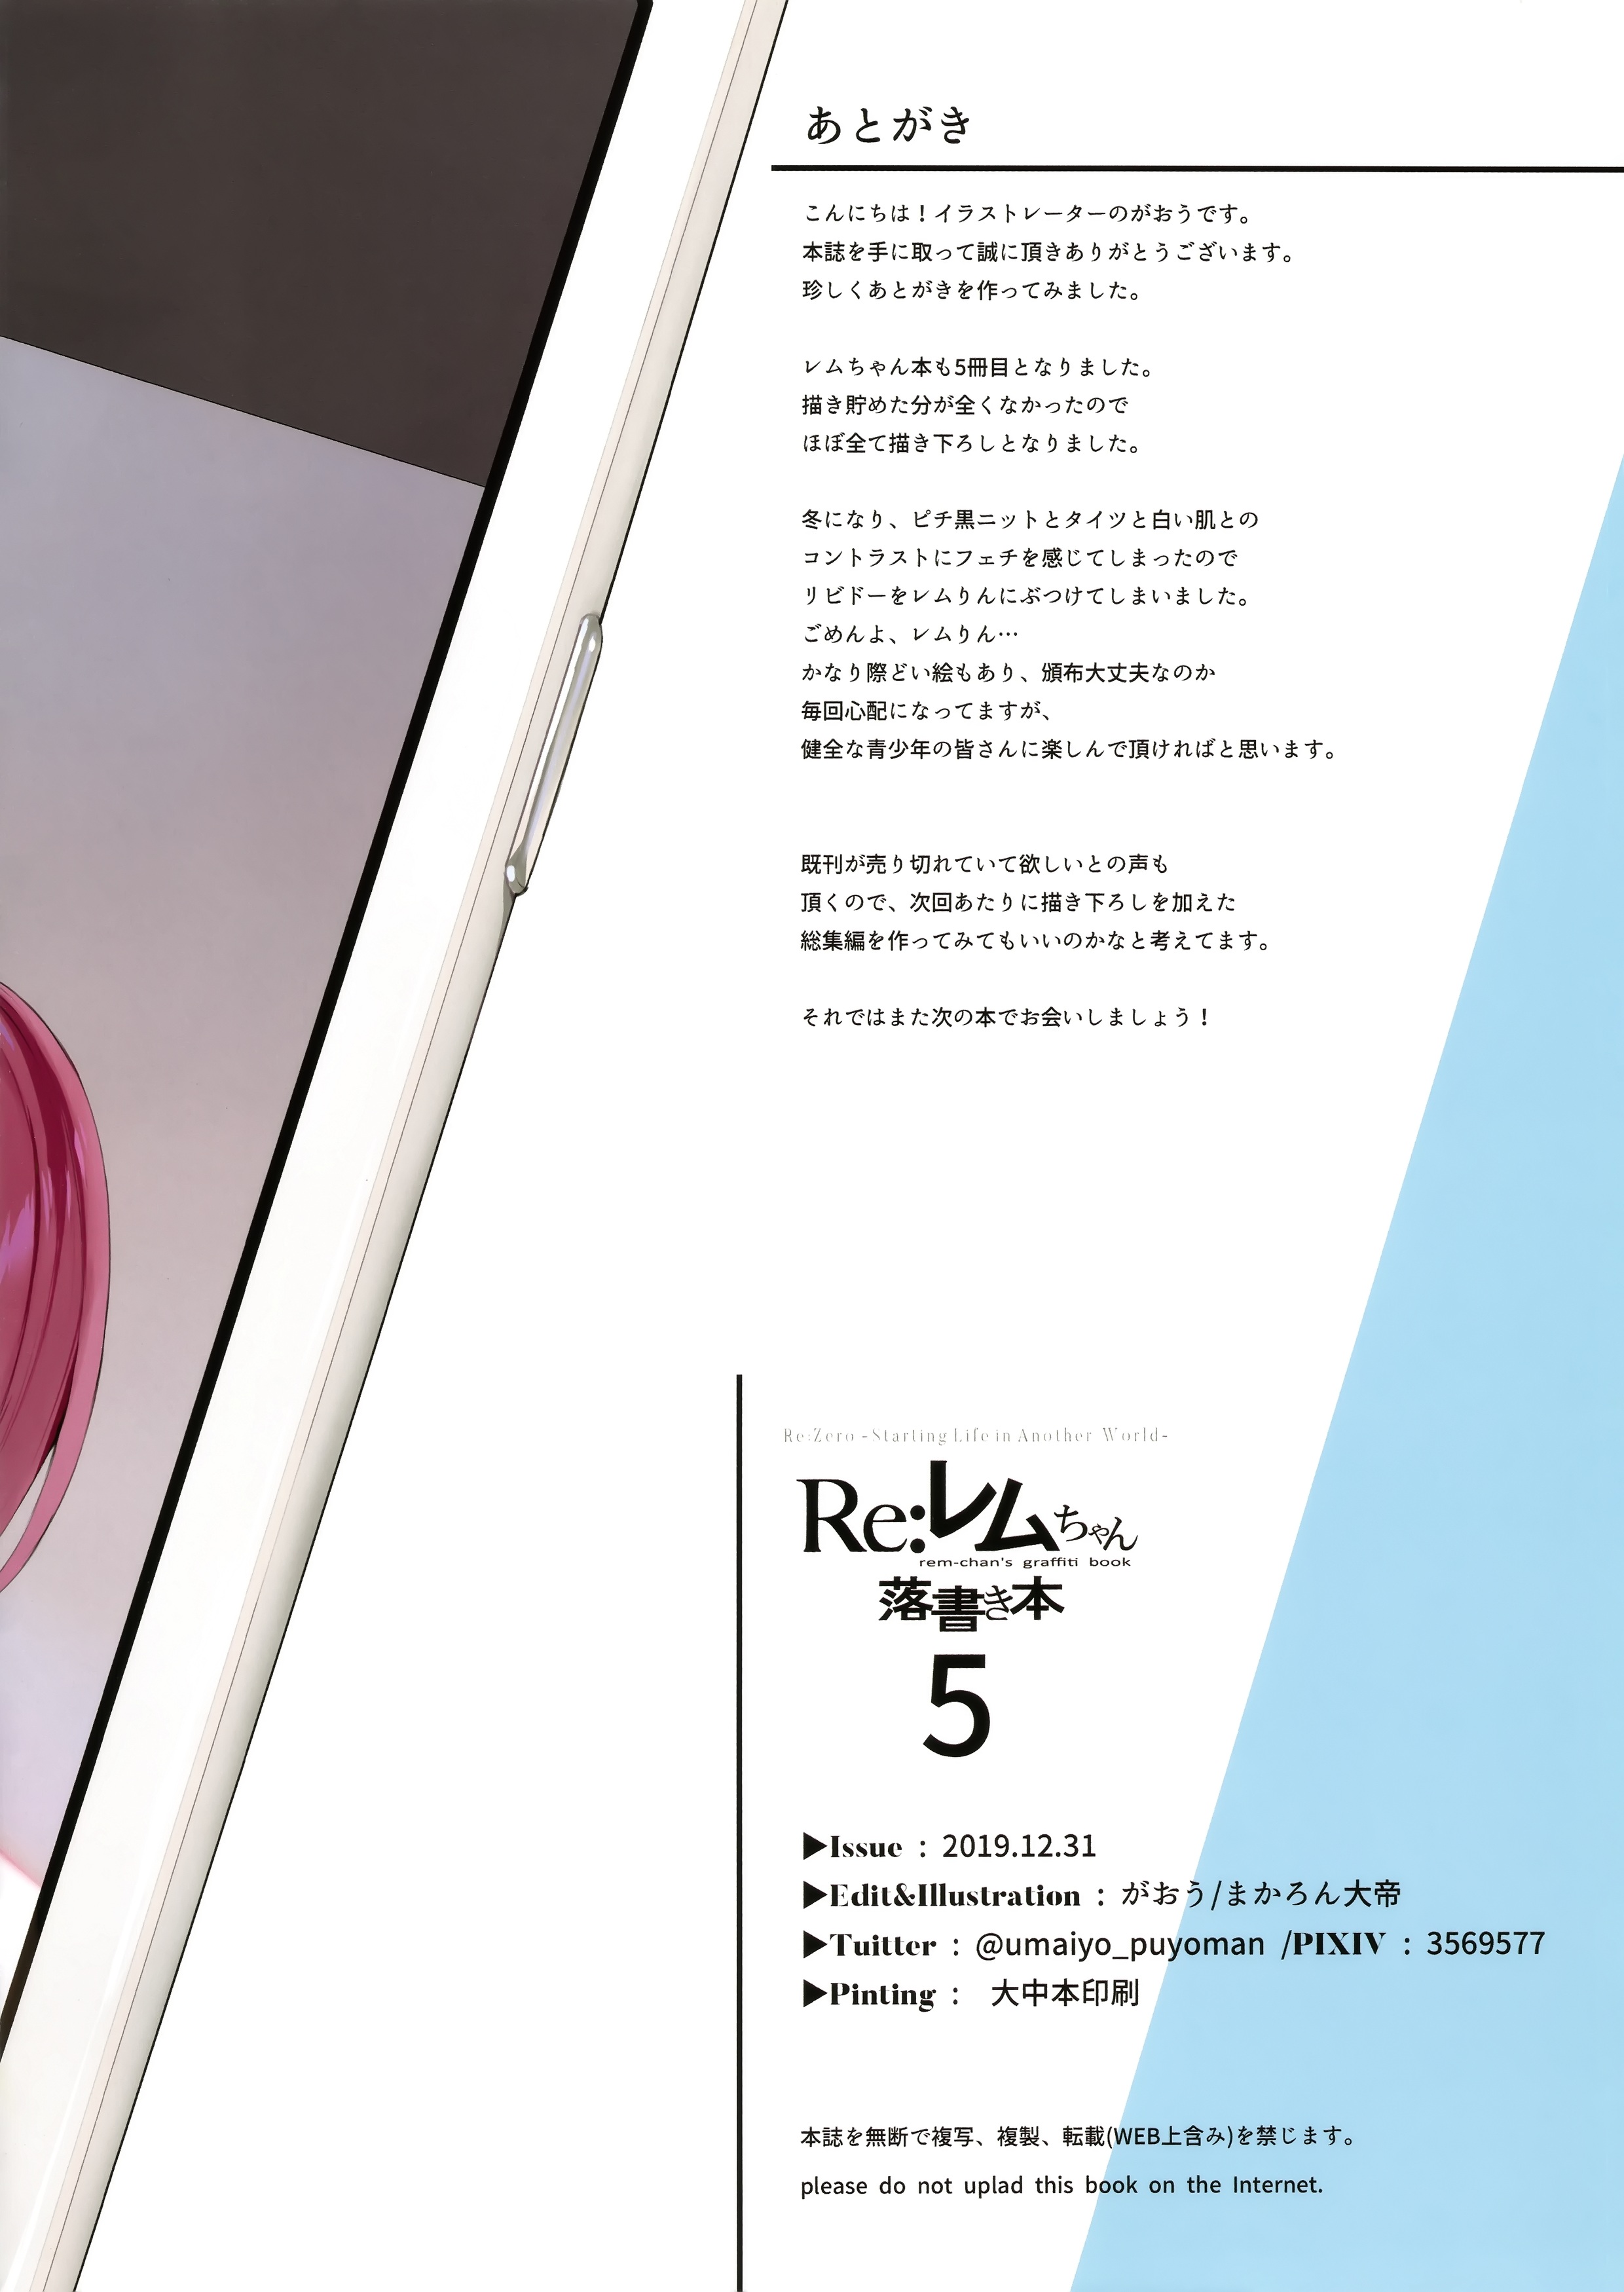 あとがき
こんにちは！イラストレーターのがおうです。
本誌を手に取って誠に頂きありがとうございます。
珍しくあとがきを作ってみました。
レムちゃん本も5冊目となりました。
描き貯めた分が全くなかったので
ほぼ全て描き下ろしとなりました。
冬になり、ピチ黒ニットとタイツと白い肌との
コントラストにフェチを感じてしまったので
リビドーをレムりんにぶつけてしまいました。
ごめんよ、レムりん…
かなり際どい絵もあり、頒布大丈夫なのか
毎回心配になってますが、
健全な青少年の皆さんに楽しんで頂ければと思います。
既刊が売り切れていて欲しいとの声も
頂くので、次回あたりに描き下ろしを加えた
総集編を作ってみてもいいのかなと考えてます。
それではまた次の本でお会いしましょう！
Re:Zero -Starting Life in Another World-
Re:レムちゃん
rem-chan's graffiti book
落書き本
5
▶Issue : 2019.12.31
▶Edit&Illustration : がおう/まかろん大帝
▶Tuitter : @umaiyo_puyoman /PIXIV : 3569577
▶Pinting : 大中本印刷
本誌を無断で複写、複製、転載(WEB上含み)を禁じます。
please do not uplad this book on the Internet.